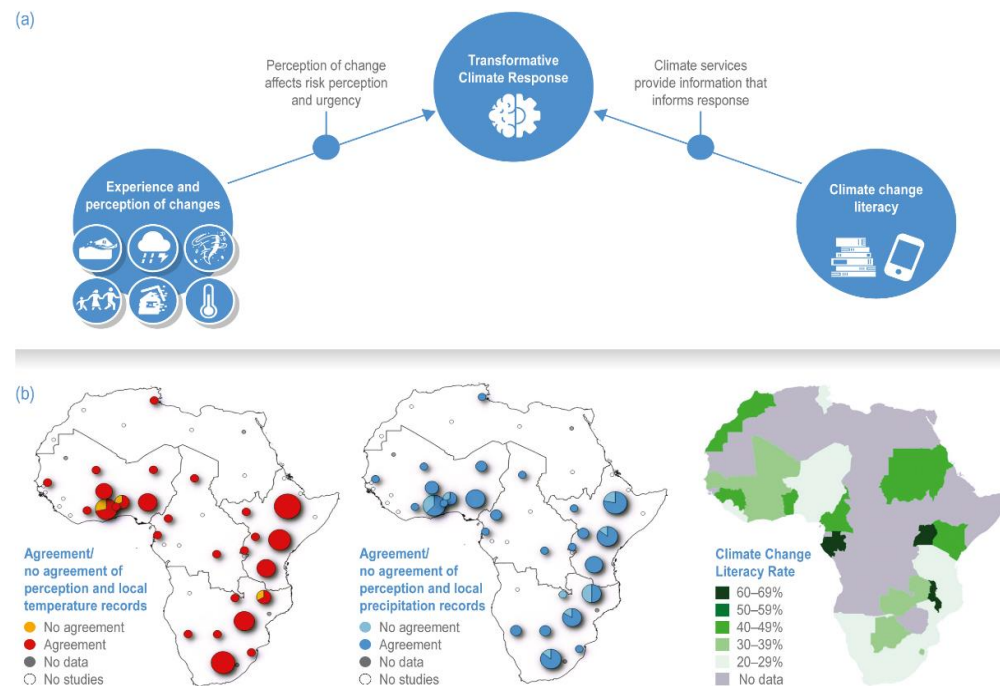 (a)
Perception of change
affects risk perception
and urgency
Transformative
Climate Response
Climate services
provide information that
informs response
Experience and
perception of changes
Climate change
literacy
(b)
Agreement/
no agreement of
perception and local
temperature records
No agreement
Agreement
No data
No studies
Agreement/
no agreement of
perception and local
precipitation records
No agreement
Agreement
No data
No studies
Climate Change
Literacy Rate
60–69%
50–59%
40–49%
30–39%
20–29%
No data